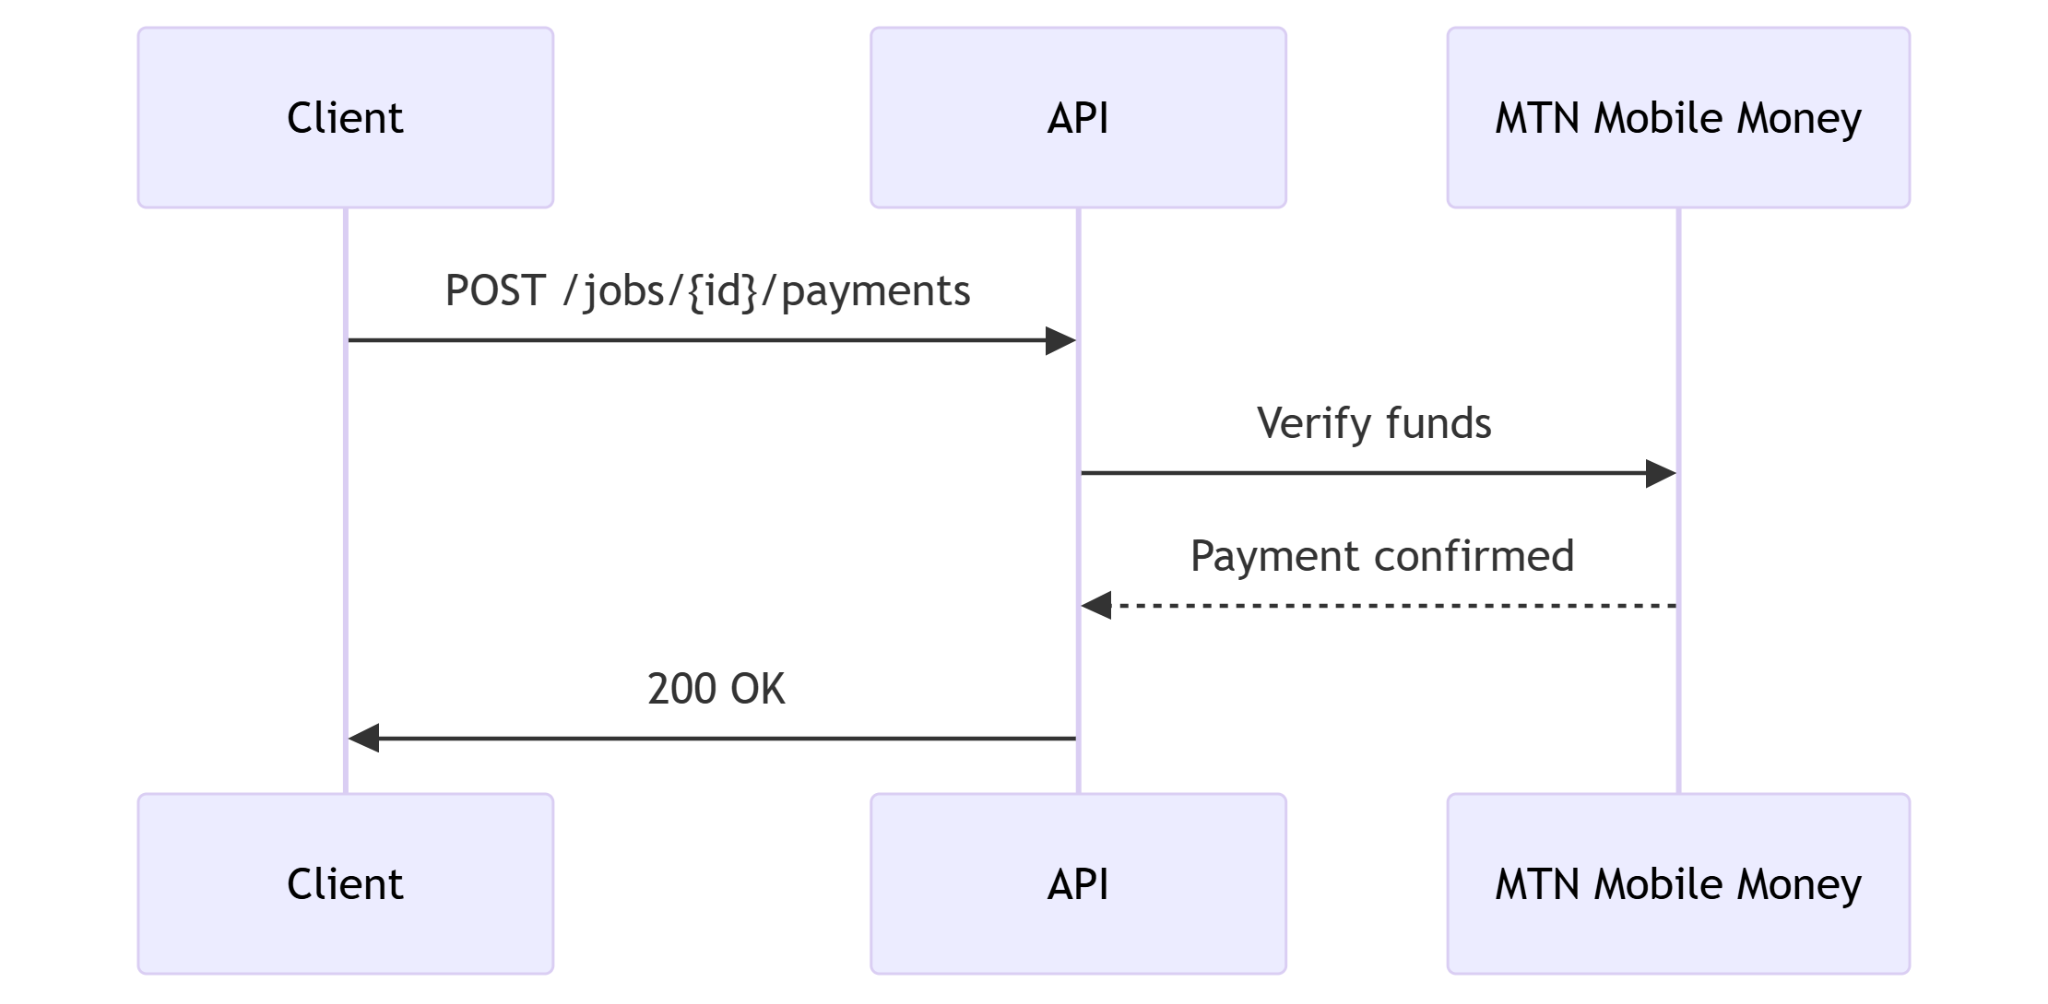 Client
API
MTN Mobile Money
POST /jobs/{id}/payments
Verify funds
Payment confirmed
200 OK
Client
API
MTN Mobile Money